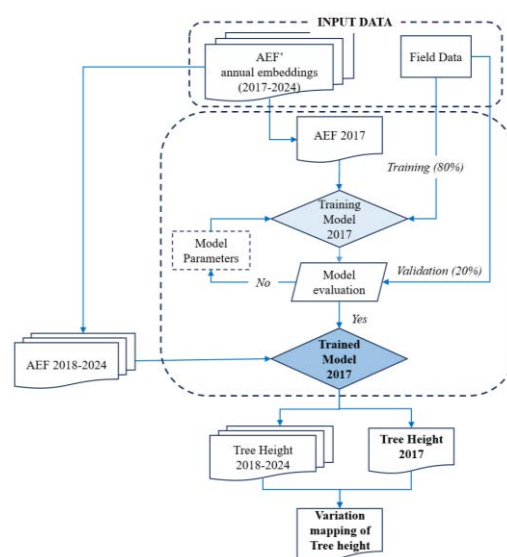 INPUT DATA
AEF'
annual embeddings
(2017-2024)
Field Data
AEF 2017
Training (80%)
Training
Model
2017
Model
Parameters
No
Model
evaluation
Validation (20%)
Yes
AEF 2018-2024
Trained
Model
2017
Tree Height
2018-2024
Tree Height
2017
Variation
mapping of
Tree height